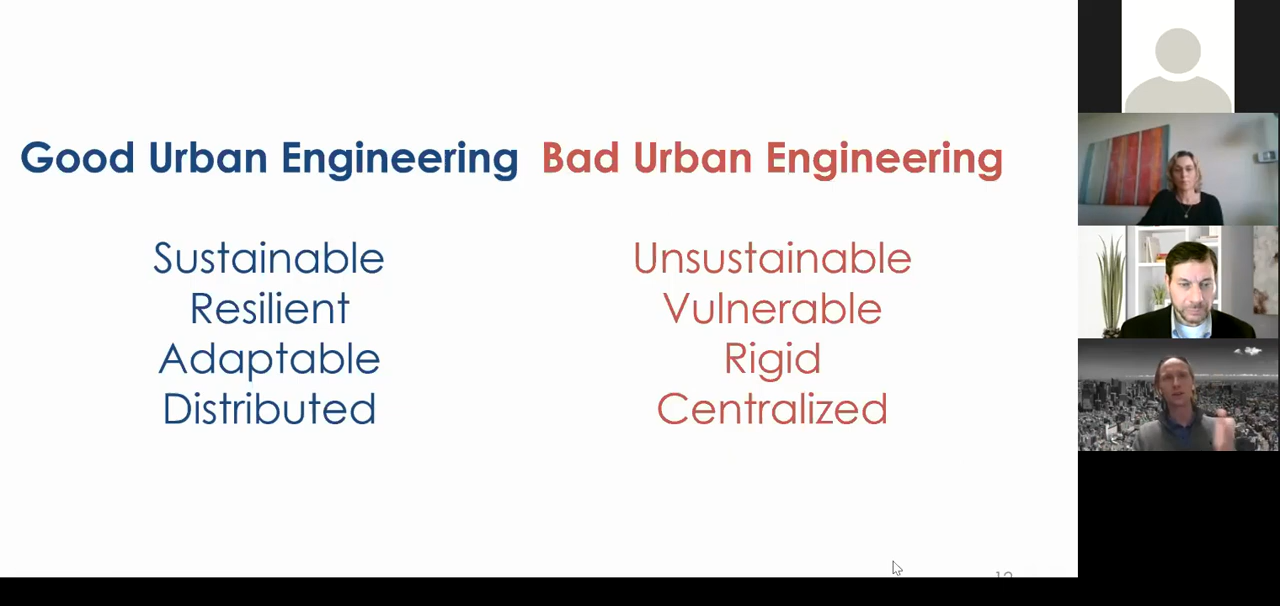 Good Urban Engineering
Sustainable
Resilient
Adaptable
Distributed
Bad Urban Engineering
Unsustainable
Vulnerable
Rigid
Centralized